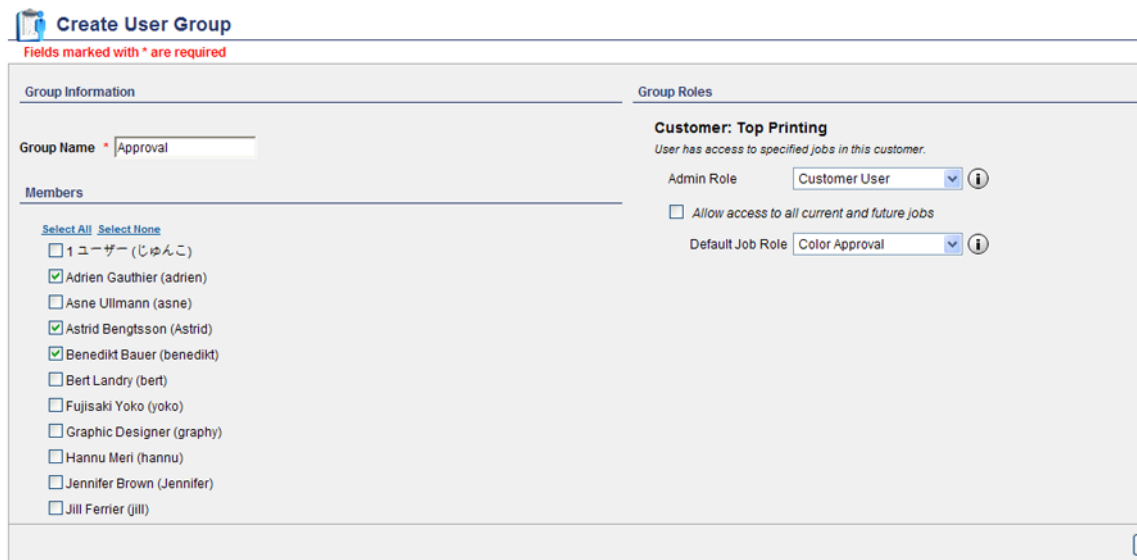 Create User Group
Fields marked with * are required
Group Information
Group Name * Approval
Members
Select All Select None
1 ユーザー (じゅんこ)
Adrien Gauthier (adrien)
Asne Ullmann (asne)
Astrid Bengtsson (Astrid)
Benedikt Bauer (benedikt)
Bert Landry (bert)
Fujisaki Yoko (yoko)
Graphic Designer (graphy)
Hannu Meri (hannu)
Jennifer Brown (Jennifer)
Jill Ferrier (jill)
Group Roles
Customer: Top Printing
User has access to specified jobs in this customer.
Admin Role Customer User
Allow access to all current and future jobs
Default Job Role Color Approval